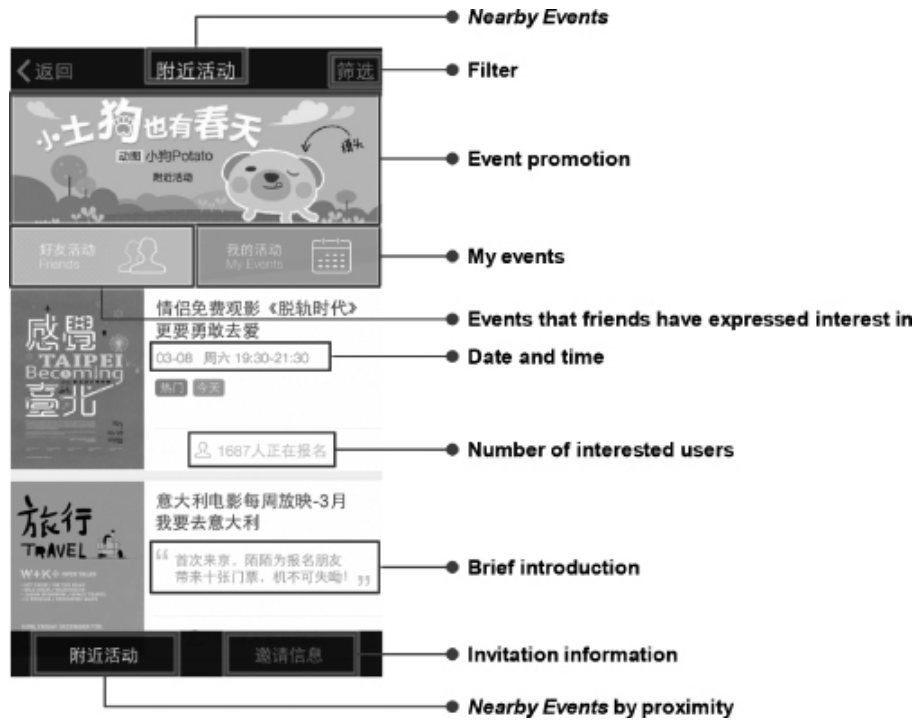 Nearby Events
返回
附近活动
筛选
Filter
小土狗也有春天
动图 小狗Potato
附近活动
Event promotion
好友活动
Friends
我的活动
My Events
My events
情侣免费观影《脱轨时代》
更要勇敢去爱
Events that friends have expressed interest in
03-08 周六 19:30-21:30
Date and time
热门 今天
感覺
TAIPEI
Becoming
臺北
1687人正在报名
Number of interested users
意大利电影每周放映-3月
我要去意大利
旅行
TRAVEL
W+K+ OPEN TALKS
“首次来京，陌陌为报名朋友
带来十张门票，机不可失呦！”
Brief introduction
附近活动
邀请信息
Invitation information
Nearby Events by proximity